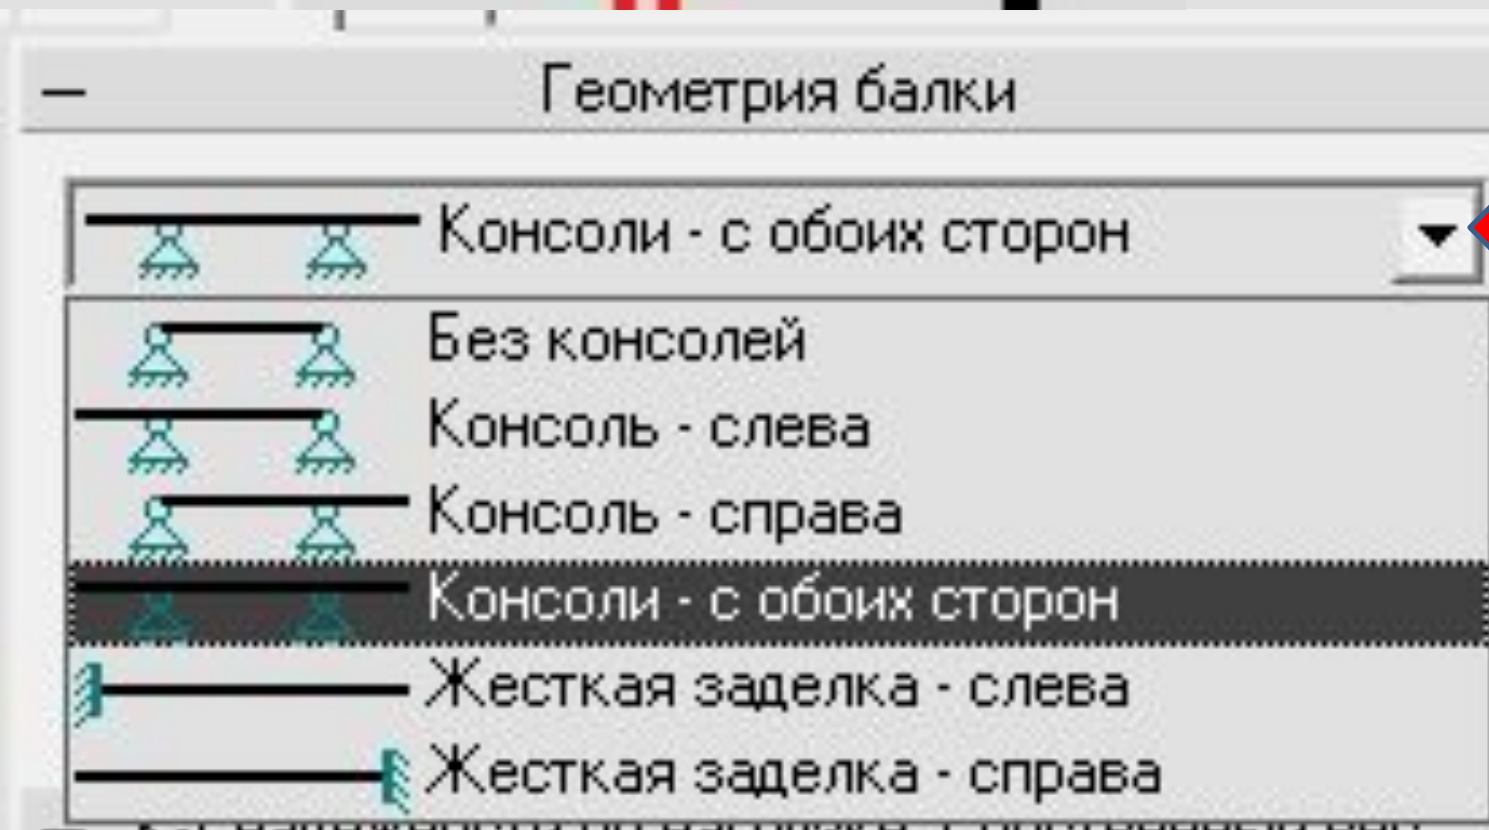 Геометрия балки
Консоли - с обоих сторон
Без консолей
Консоль - слева
Консоль - справа
Консоли - с обоих сторон
Жесткая заделка - слева
Жесткая заделка - справа